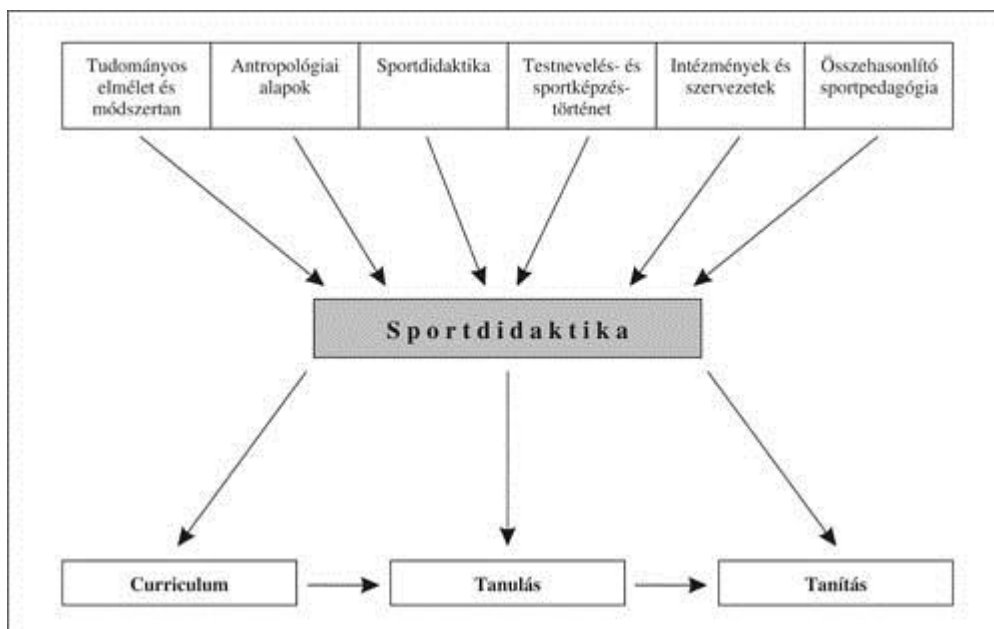 Tudományos
elmélet és
módszertan
Antropológiai
alapok
Sportdidaktika
Testnevelés- és
sportképzés-
történet
Intézmények és
szervezetek
Összehasonlító
sportpedagógia
Sportdidaktika
Curriculum
Tanulás
Tanítás